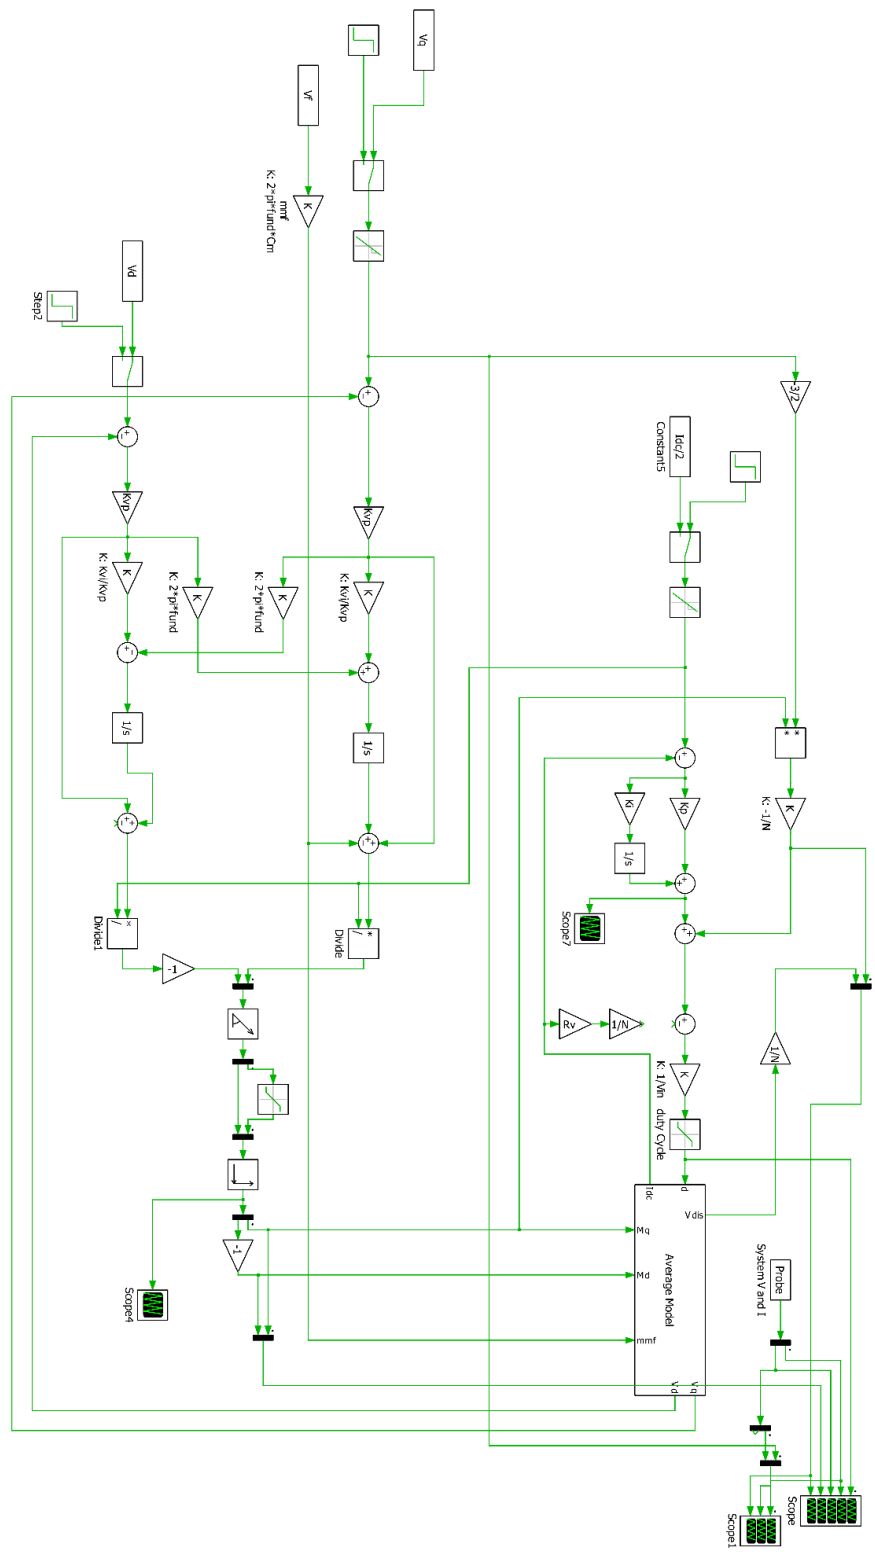 Vq
Vf
K
mmf
K: 2*pi*fund*Cm
Vd
Step2
+
-
+
-
3/2
Idc/2
Constant5
Kvp
Kvp
K
K: Kvi/Kvp
K
K: 2*pi*fund
K
K: 2*pi*fund
K
K: Kvi/Kvp
+
-
+
+
1/s
1/s
*
*
K
K: -1/N
+
-
Ki
Kp
1/s
+
+
+
+
-
+
+
-
Scope7
+
+
*
/
Divide1
*
/
Divide
-1
Rv
1/N
+
-
1/N
K
K: 1/Vin
duty Cycle
-1
Scope4
Idc
d
Vdis
Mq
Md
mmf
Average Model
Vd
Vq
Probe
System V and I
Scope
Scope1